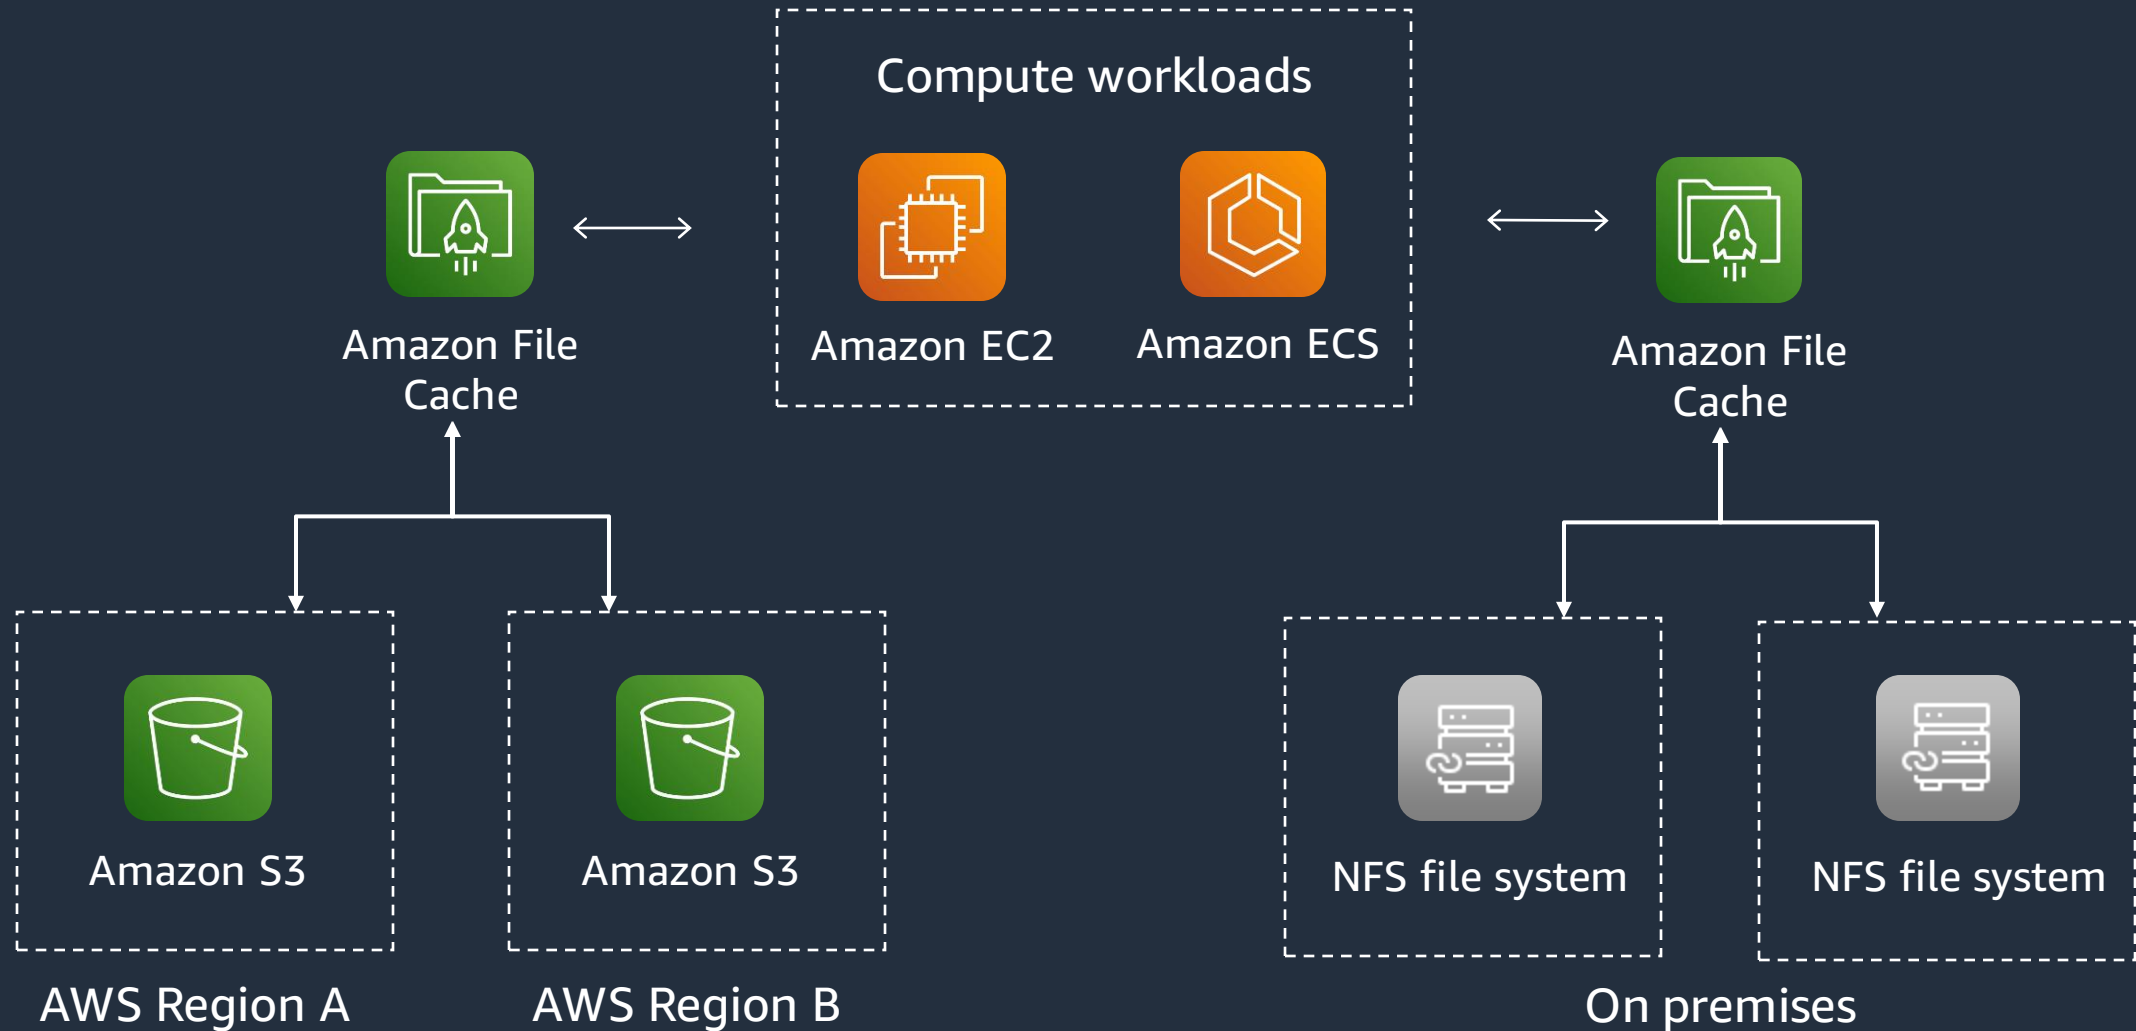 Compute workloads
Amazon File
Cache
Amazon EC2
Amazon ECS
Amazon File
Cache
Amazon S3
Amazon S3
NFS file system
NFS file system
AWS Region A
AWS Region B
On premises